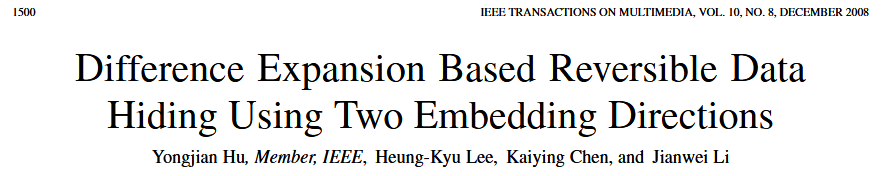 1500 IEEE TRANSACTIONS ON MULTIMEDIA, VOL. 10, NO. 8, DECEMBER 2008
Difference Expansion Based Reversible Data
Hiding Using Two Embedding Directions
Yongjian Hu, Member, IEEE, Heung-Kyu Lee, Kaiying Chen, and Jianwei Li